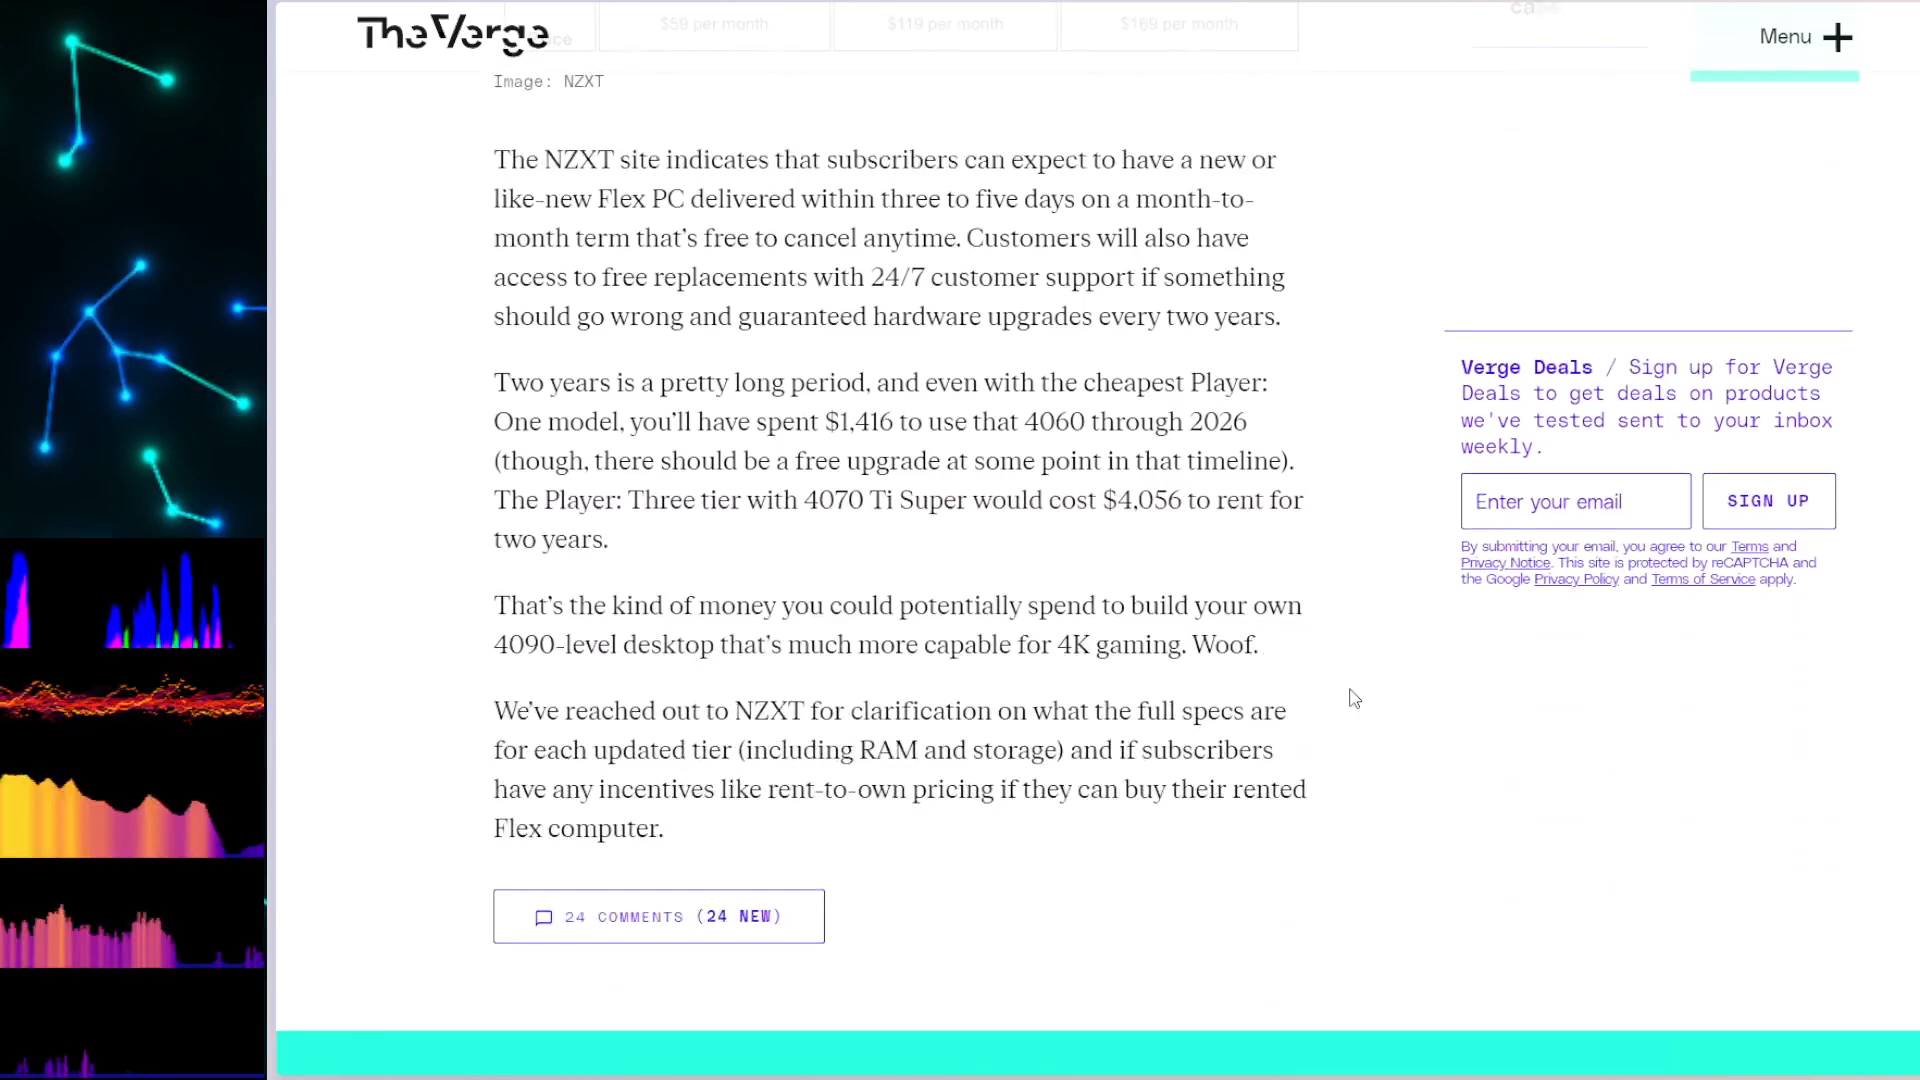 TheVerge
ce
$59 per month
$119 per month
$169 per month
Menu
Image: NZXT
The NZXT site indicates that subscribers can expect to have a new or
like-new Flex PC delivered within three to five days on a month-to-
month term that’s free to cancel anytime. Customers will also have
access to free replacements with 24/7 customer support if something
should go wrong and guaranteed hardware upgrades every two years.
Two years is a pretty long period, and even with the cheapest Player:
One model, you’ll have spent $1,416 to use that 4060 through 2026
(though, there should be a free upgrade at some point in that timeline).
The Player: Three tier with 4070 Ti Super would cost $4,056 to rent for
two years.
That’s the kind of money you could potentially spend to build your own
4090-level desktop that’s much more capable for 4K gaming. Woof.
We’ve reached out to NZXT for clarification on what the full specs are
for each updated tier (including RAM and storage) and if subscribers
have any incentives like rent-to-own pricing if they can buy their rented
Flex computer.
24 COMMENTS (24 NEW)
Verge Deals / Sign up for Verge
Deals to get deals on products
we've tested sent to your inbox
weekly.
Enter your email
SIGN UP
By submitting your email, you agree to our Terms and
Privacy Notice. This site is protected by reCAPTCHA and
the Google Privacy Policy and Terms of Service apply.